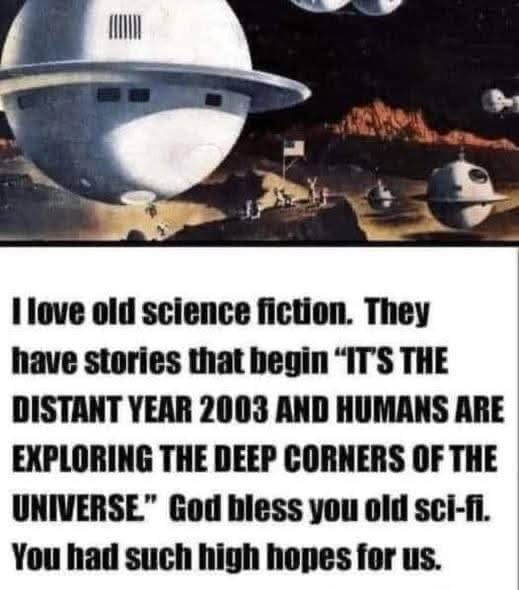 I love old science fiction. They
have stories that begin “IT'S THE
DISTANT YEAR 2003 AND HUMANS ARE
EXPLORING THE DEEP CORNERS OF THE
UNIVERSE.” God bless you old sci-fi.
You had such high hopes for us.